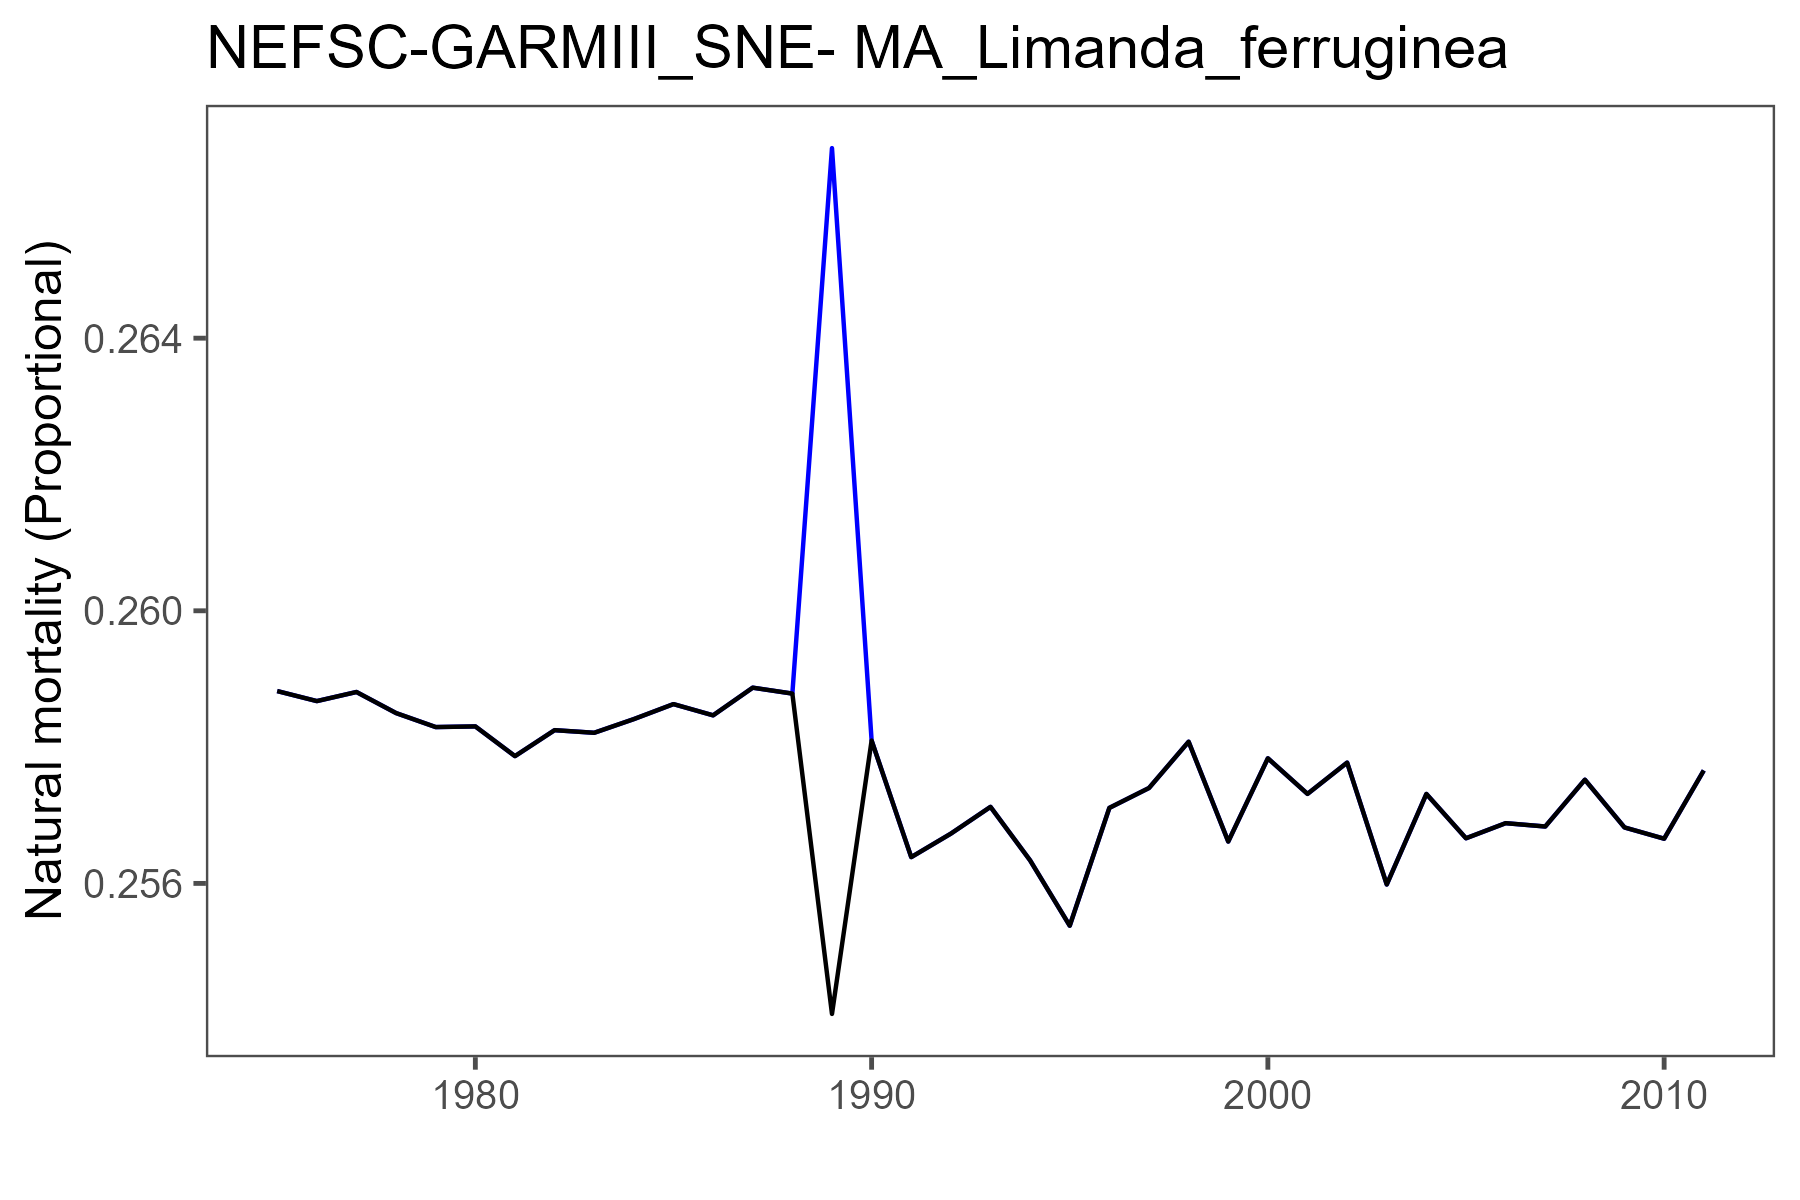 NEFSC-GARMIII_SNE- MA_Limanda_ferruginea
Natural mortality (Proportional)
0.264
0.260
0.256
1980 1990 2000 2010